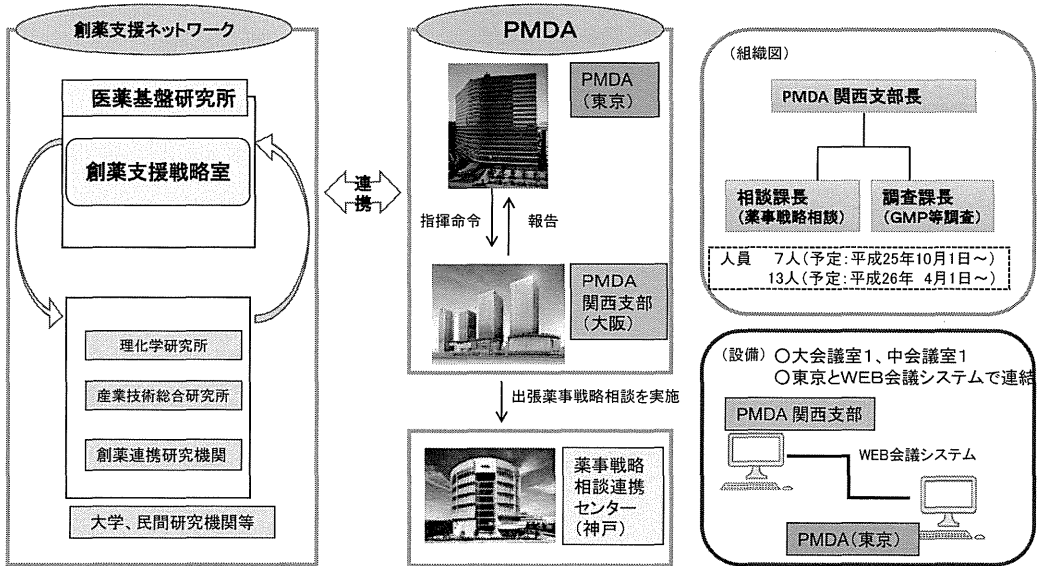 創薬支援ネットワーク
医薬基盤研究所
創薬支援戦略室
理化学研究所
産業技術総合研究所
創薬連携研究機関
大学、民間研究機関等
連携
PMDA
PMDA
(東京)
指揮命令
報告
PMDA
関西支部
(大阪)
出張薬事戦略相談を実施
薬事戦略
相談連携
センター
(神戸)
(組織図)
PMDA 関西支部長
相談課長
(薬事戦略相談)
調査課長
(GMP等調査)
人員 7人(予定:平成25年10月1日~)
13人(予定:平成26年 4月1日~)
(設備) ○大会議室1、中会議室1
○東京とWEB会議システムで連結
PMDA 関西支部
WEB会議システム
PMDA(東京)